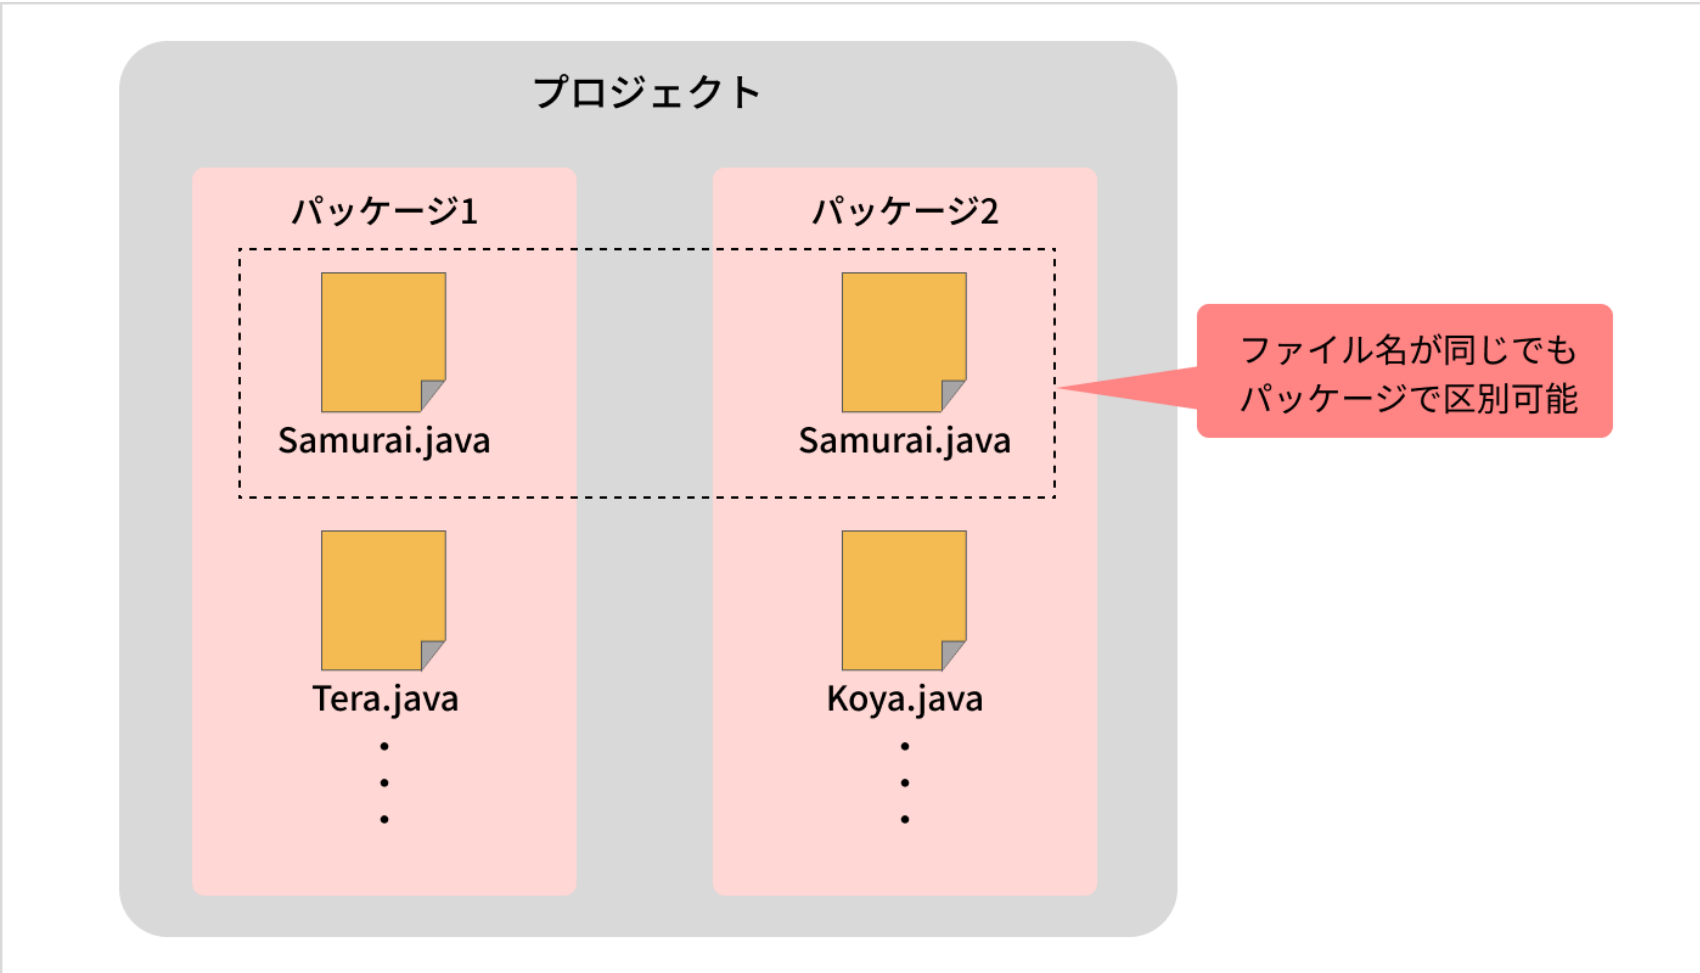 プロジェクト
パッケージ1
パッケージ2
Samurai.java
Samurai.java
ファイル名が同じでも
パッケージで区別可能
Tera.java
Koya.java